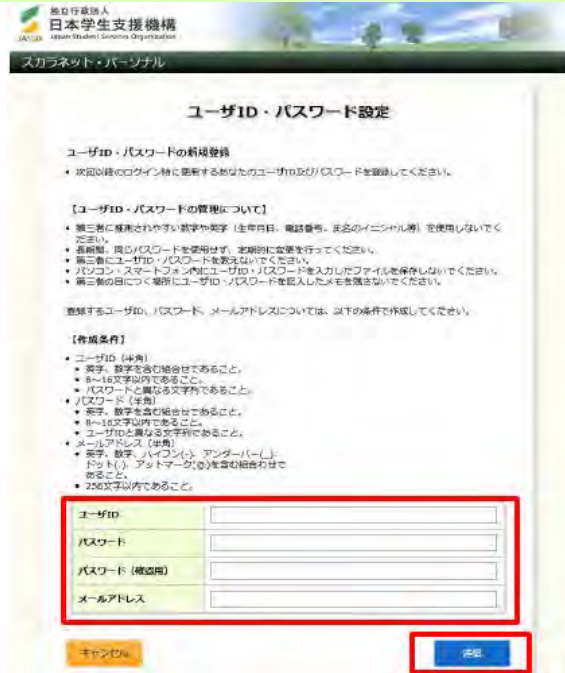 独立行政法人
日本学生支援機構
JASSO Japan Student Services Organization
スカラネット・パーソナル
ユーザID・パスワード設定
ユーザID・パスワードの新規登録
• 次回以降のログイン時に使用するあなたのユーザID及びパスワードを登録してください。
【ユーザID・パスワードの管理について】
• 第三者に推測されやすい数字や英字（生年月日、電話番号、氏名のイニシャル等）を使用しないでく
ださい。
• 長期間、同じパスワードを使用せず、定期的に変更を行ってください。
• 第三者にユーザID・パスワードを教えないでください。
• パソコン・スマートフォン内にユーザID・パスワードを入力したファイルを保存しないでください。
• 第三者の目につく場所にユーザID・パスワードを記入したメモを残さないでください。
登録するユーザID、パスワード、メールアドレスについては、以下の条件で作成してください。
【作成条件】
• ユーザID（半角）
• 英字、数字を含む組合せであること。
• 8～16文字以内であること。
• パスワードと異なる文字列であること。
• パスワード（半角）
• 英字、数字を含む組合せであること。
• 8～16文字以内であること。
• ユーザIDと異なる文字列であること。
• メールアドレス（半角）
• 英字、数字、ハイフン(-)、アンダーバー(_)、
ドット(.)、アットマーク(@)を含む組合わせで
あること。
• 256文字以内であること。
ユーザID
パスワード
パスワード（確認用）
メールアドレス
キャンセル
送信